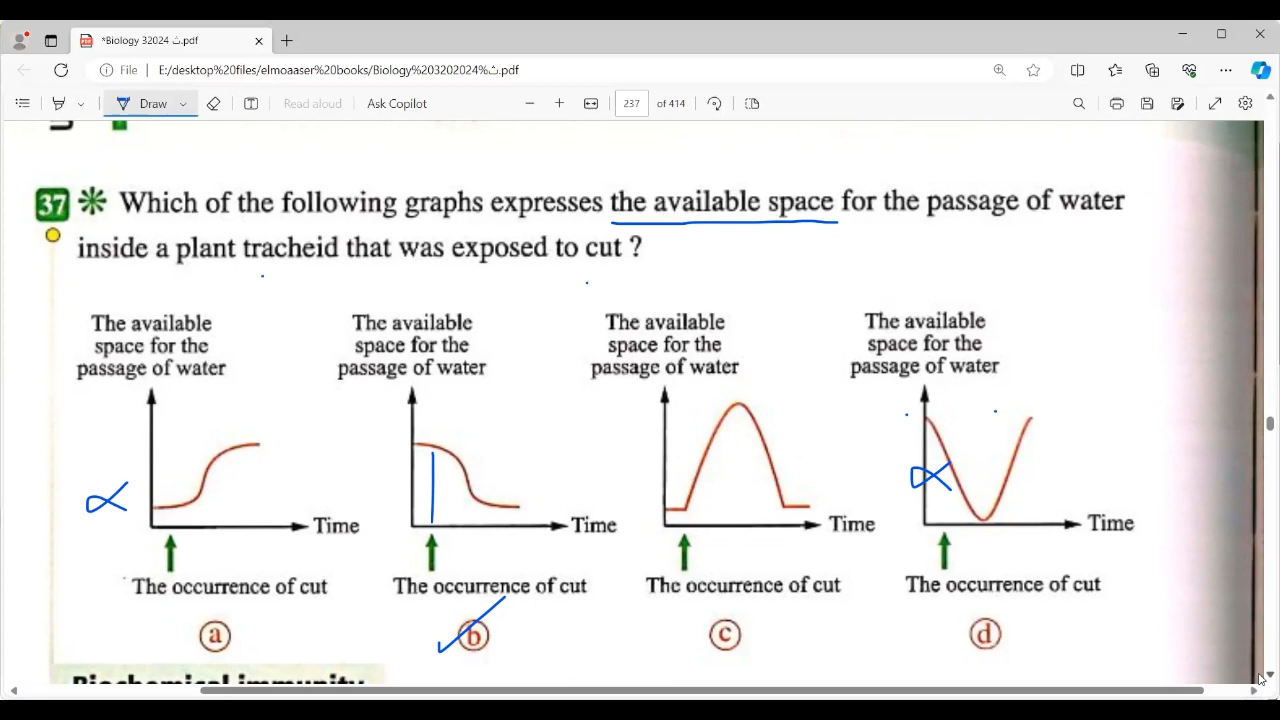 *Biology 32024 ث.pdf
File
E:/desktop%20files/elmoaaser%20books/Biology%203202024%ث.pdf
Draw
Read aloud
Ask Copilot
237
of 414
37 Which of the following graphs expresses the available space for the passage of water
inside a plant tracheid that was exposed to cut ?
The available
space for the
passage of water
Time
The occurrence of cut
a
The available
space for the
passage of water
Time
The occurrence of cut
b
The available
space for the
passage of water
Time
The occurrence of cut
c
The available
space for the
passage of water
Time
The occurrence of cut
d
Biochemical immunity